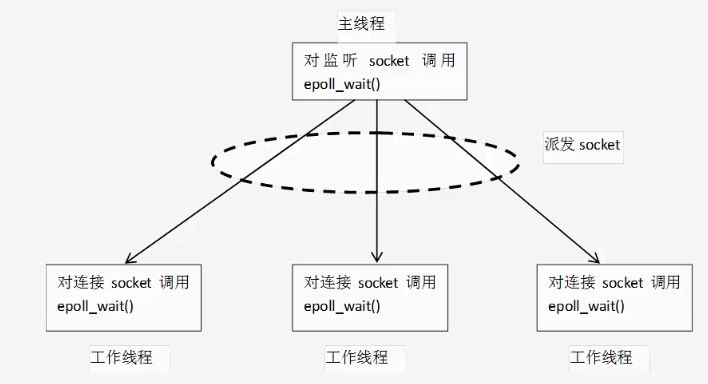 主线程
对监听 socket 调用
epoll_wait()
派发 socket
对连接 socket 调用
epoll_wait()
对连接 socket 调用
epoll_wait()
对连接 socket 调用
epoll_wait()
工作线程
工作线程
工作线程